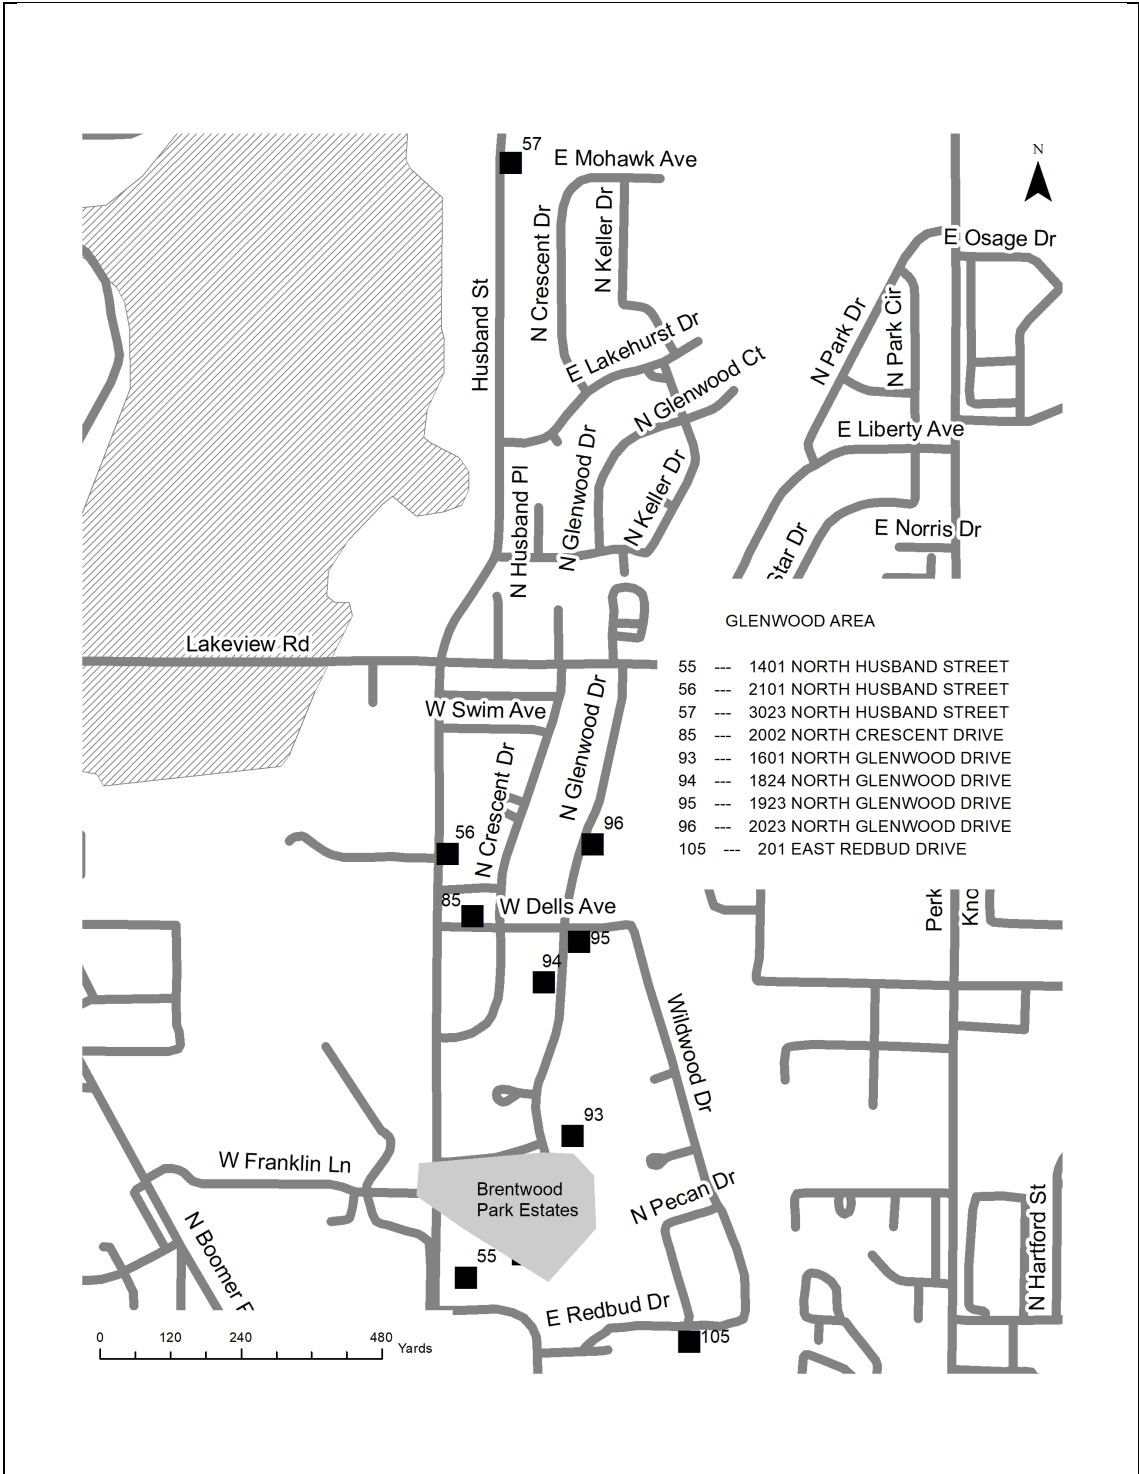 57
E Mohawk Ave
N
N Crescent Dr
N Keller Dr
E Osage Dr
Husband St
N Park Dr
N Park Cir
E Lakehurst Dr
N Glenwood Ct
E Liberty Ave
N Husband Pl
N Glenwood Dr
N Keller Dr
E Norris Dr
Star Dr
GLENWOOD AREA
Lakeview Rd
55 --- 1401 NORTH HUSBAND STREET
56 --- 2101 NORTH HUSBAND STREET
57 --- 3023 NORTH HUSBAND STREET
85 --- 2002 NORTH CRESCENT DRIVE
93 --- 1601 NORTH GLENWOOD DRIVE
94 --- 1824 NORTH GLENWOOD DRIVE
95 --- 1923 NORTH GLENWOOD DRIVE
96 --- 2023 NORTH GLENWOOD DRIVE
105 --- 201 EAST REDBUD DRIVE
W Swim Ave
N Glenwood Dr
N Crescent Dr
56
96
85
W Dells Ave
Perk
Kno
95
94
Wildwood Dr
93
W Franklin Ln
Brentwood
Park Estates
N Pecan Dr
N Hartford St
N Boomer R
55
E Redbud Dr
105
0 120 240 480 Yards